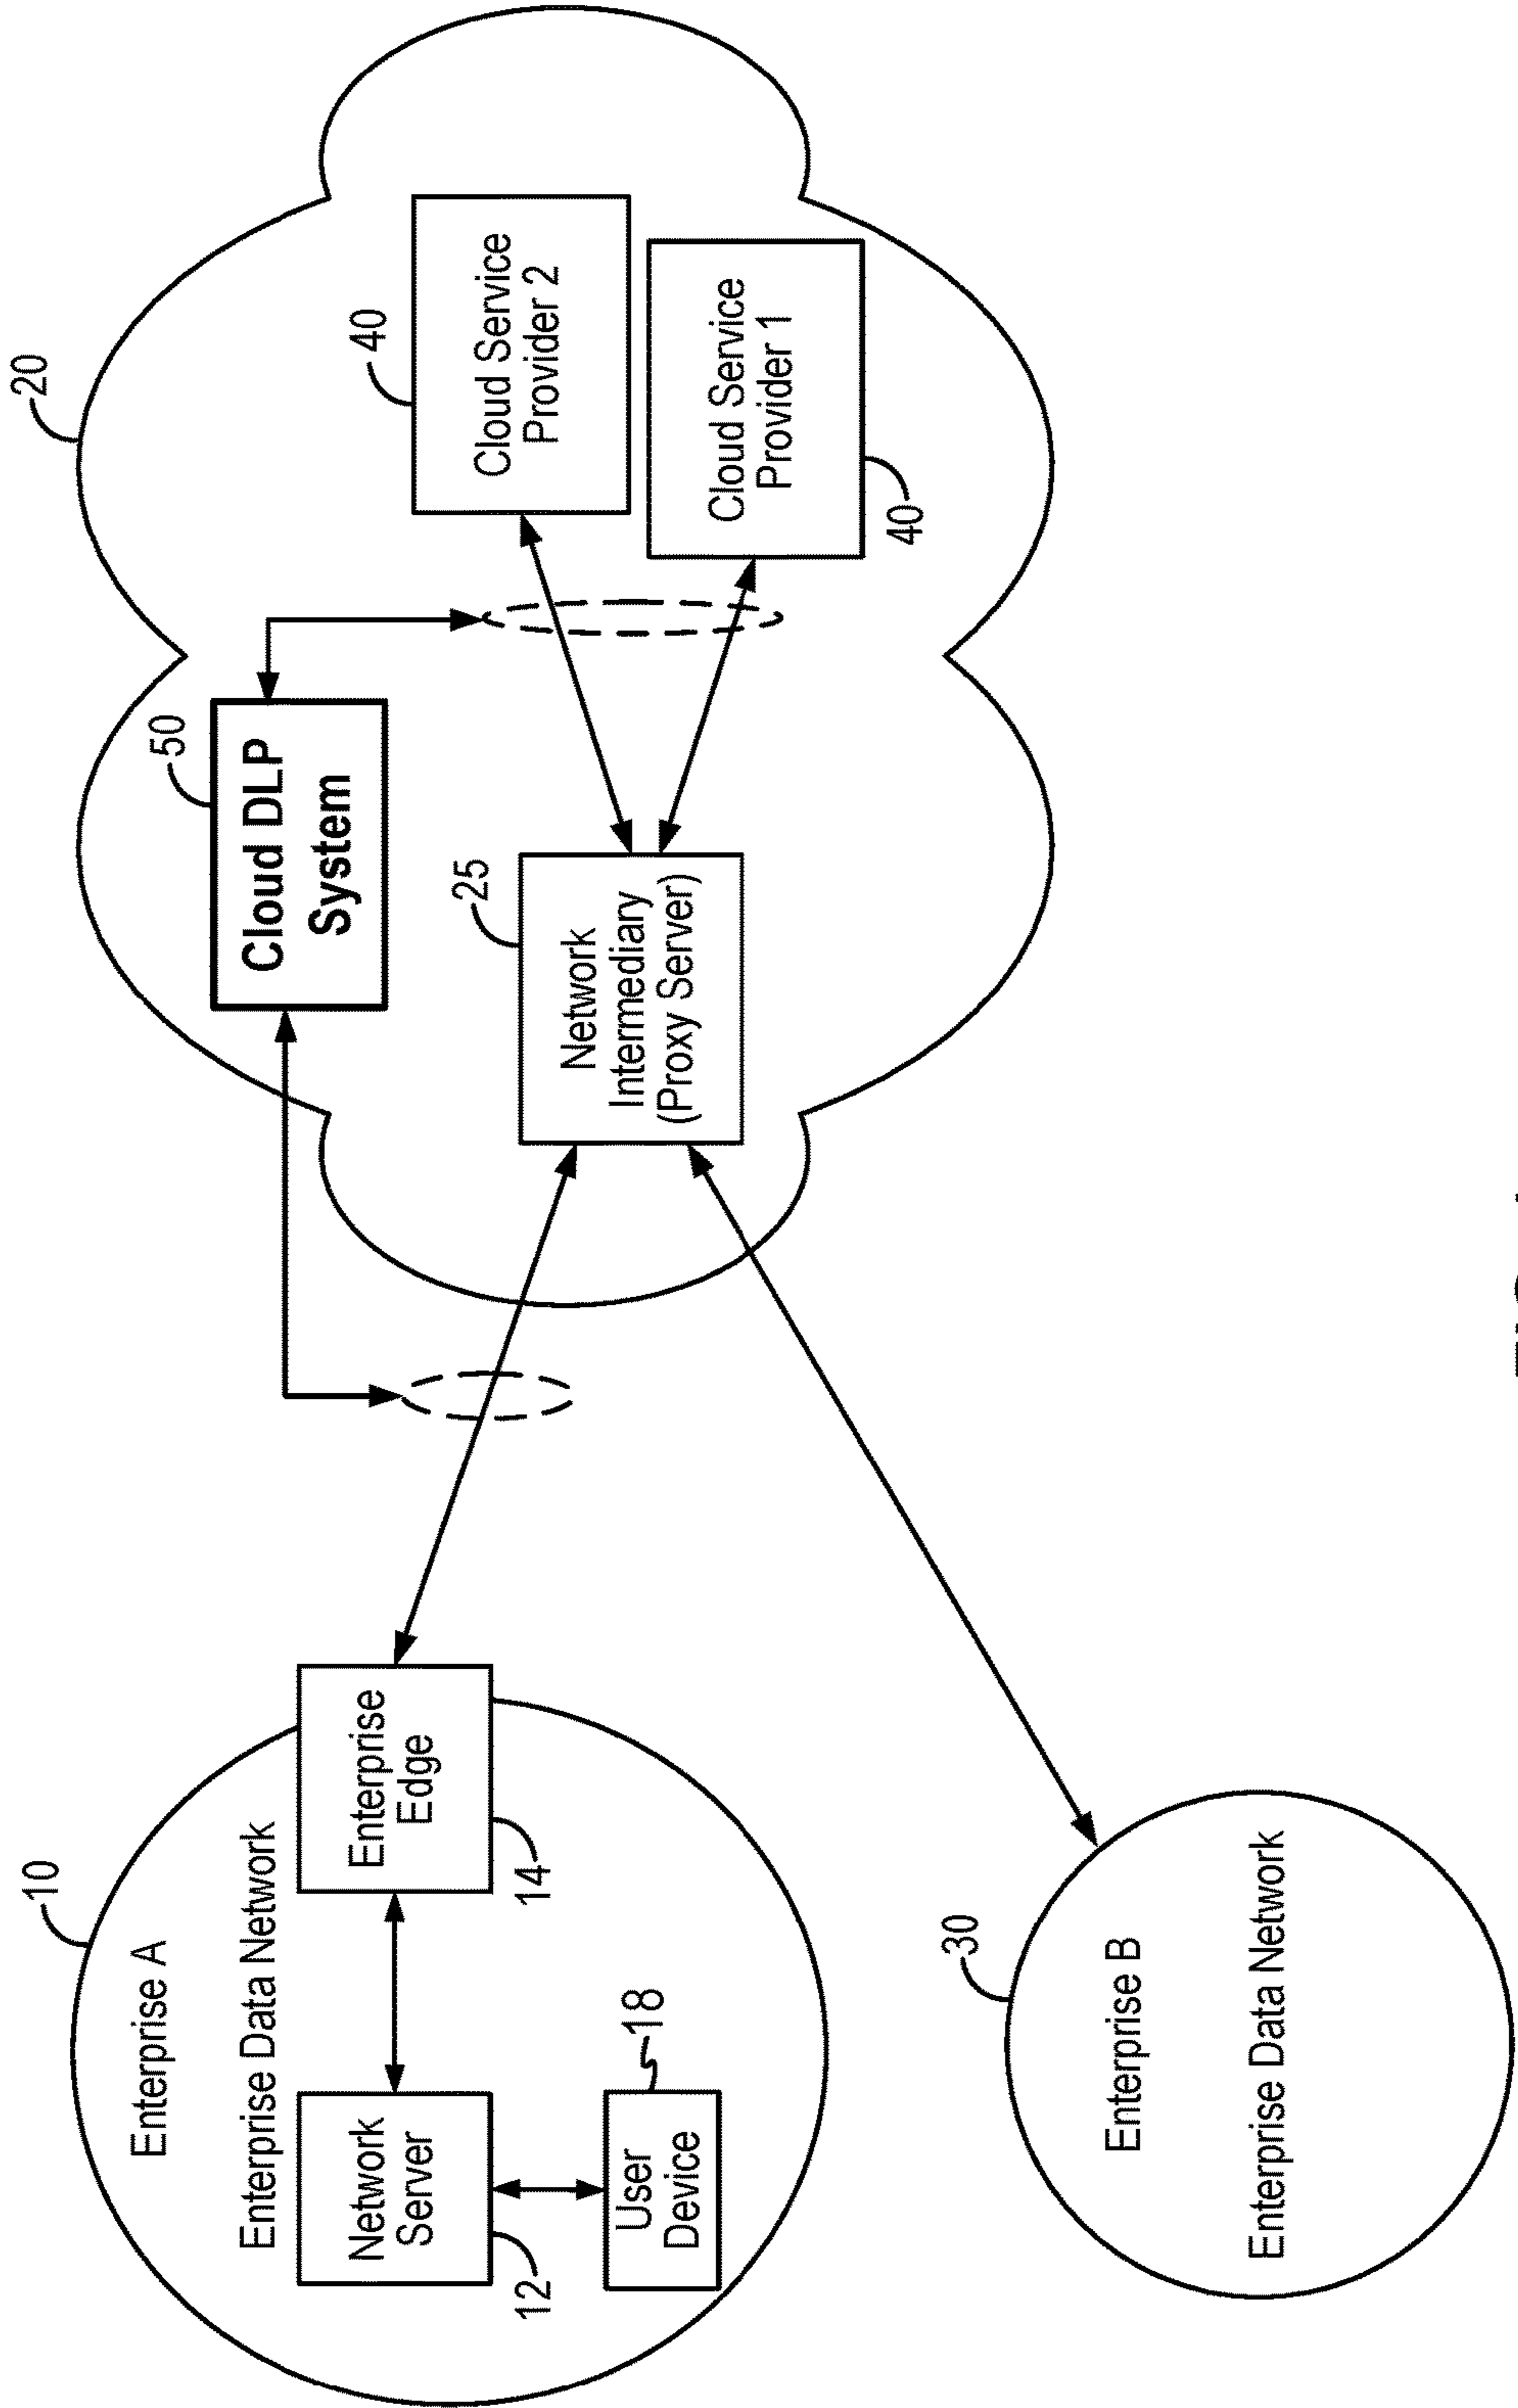 10
Enterprise A
Enterprise Data Network
Network
Server
12
Enterprise
Edge
14
User
Device
18
20
50
Cloud DLP
System
25
Network
Intermediary
(Proxy Server)
40
Cloud Service
Provider 2
Cloud Service
Provider 1
40
30
Enterprise B
Enterprise Data Network